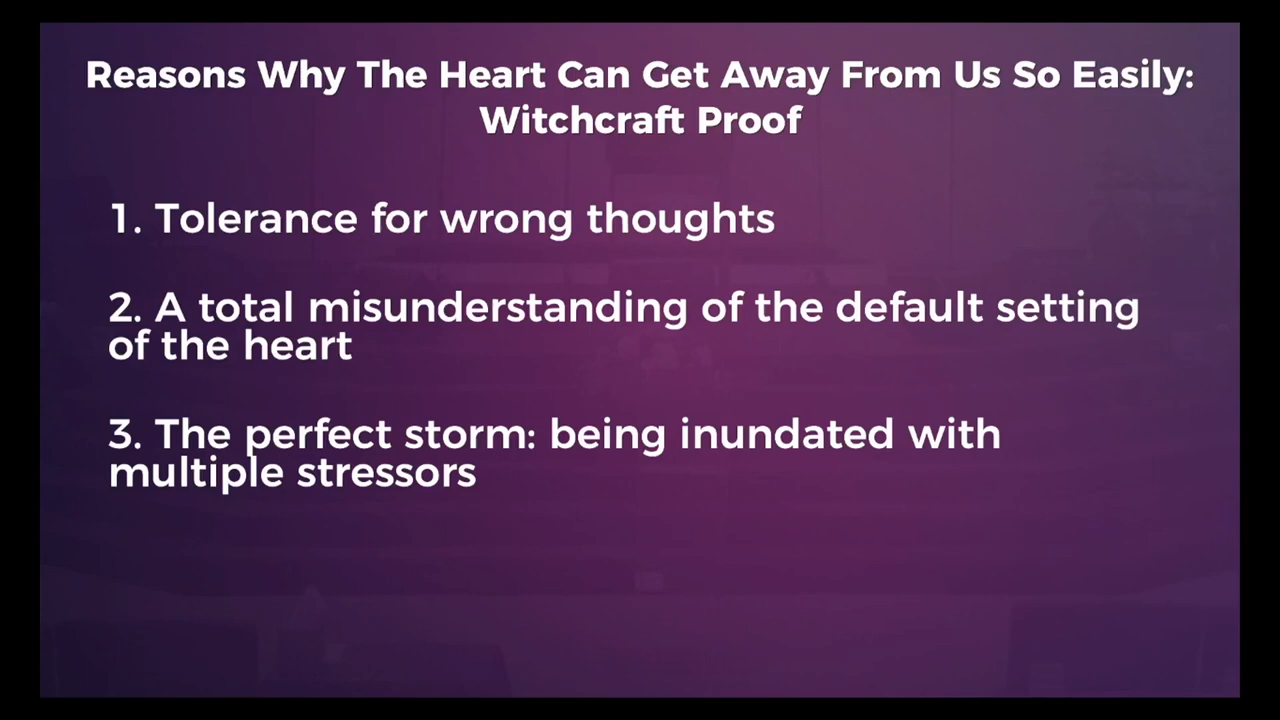 Reasons Why The Heart Can Get Away From Us So Easily:
Witchcraft Proof
1. Tolerance for wrong thoughts
2. A total misunderstanding of the default setting
of the heart
3. The perfect storm: being inundated with
multiple stressors